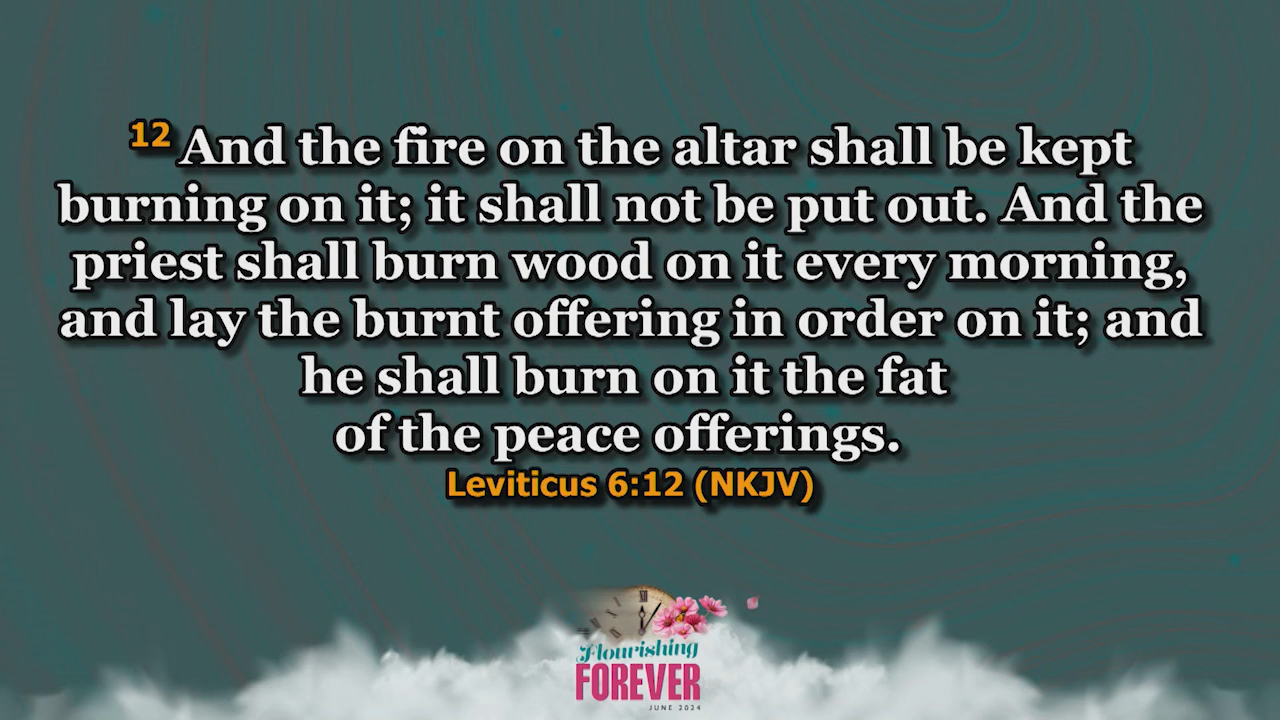 12 And the fire on the altar shall be kept
burning on it; it shall not be put out. And the
priest shall burn wood on it every morning,
and lay the burnt offering in order on it; and
he shall burn on it the fat
of the peace offerings.
Leviticus 6:12 (NKJV)
Flourishing
FOREVER
JUNE 2024